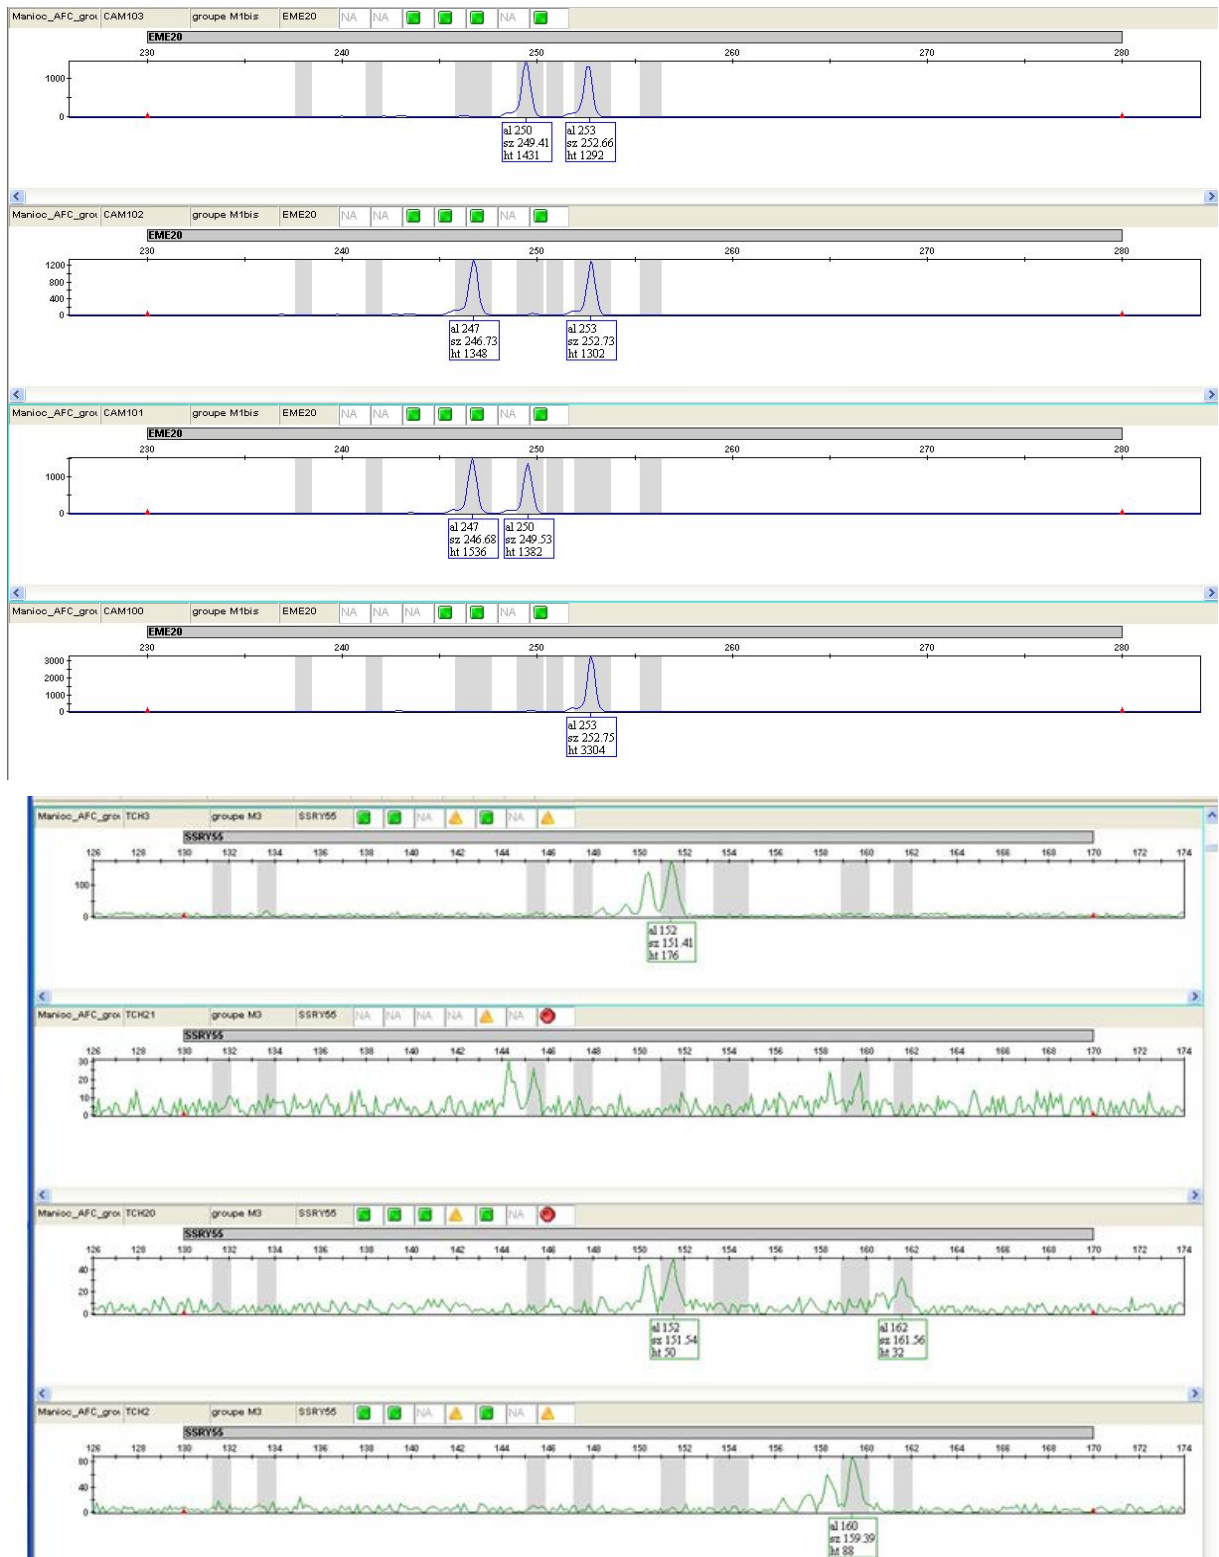 Manioc_AFC_grou CAM103 groupe M1bis EME20 NA NA NA
EME20
230 240 250 260 270 280
1000
0
al 250 al 253
sz 249.41 sz 252.66
ht 1431 ht 1292
Manioc_AFC_grou CAM102 groupe M1bis EME20 NA NA NA
EME20
230 240 250 260 270 280
1200
800
400
0
al 247 al 253
sz 246.73 sz 252.73
ht 1348 ht 1302
Manioc_AFC_grou CAM101 groupe M1bis EME20 NA NA NA
EME20
230 240 250 260 270 280
1000
0
al 247 al 250
sz 246.68 sz 249.53
ht 1536 ht 1382
Manioc_AFC_grou CAM100 groupe M1bis EME20 NA NA NA NA
EME20
230 240 250 260 270 280
3000
2000
1000
0
al 253
sz 252.75
ht 3304
Manioc_AFC_grou TCH3 groupe M3 SSRY55 NA NA
SSRY55
126 128 130 132 134 136 138 140 142 144 146 148 150 152 154 156 158 160 162 164 166 168 170 172 174
100
0
al 152
sz 151.41
ht 176
Manioc_AFC_grou TCH21 groupe M3 SSRY55 NA NA NA NA NA
SSRY55
126 128 130 132 134 136 138 140 142 144 146 148 150 152 154 156 158 160 162 164 166 168 170 172 174
30
20
10
0
Manioc_AFC_grou TCH20 groupe M3 SSRY55 NA
SSRY55
126 128 130 132 134 136 138 140 142 144 146 148 150 152 154 156 158 160 162 164 166 168 170 172 174
40
20
0
al 152 al 162
sz 151.54 sz 161.56
ht 50 ht 32
Manioc_AFC_grou TCH2 groupe M3 SSRY55 NA NA
SSRY55
126 128 130 132 134 136 138 140 142 144 146 148 150 152 154 156 158 160 162 164 166 168 170 172 174
80
40
0
al 160
sz 159.39
ht 88